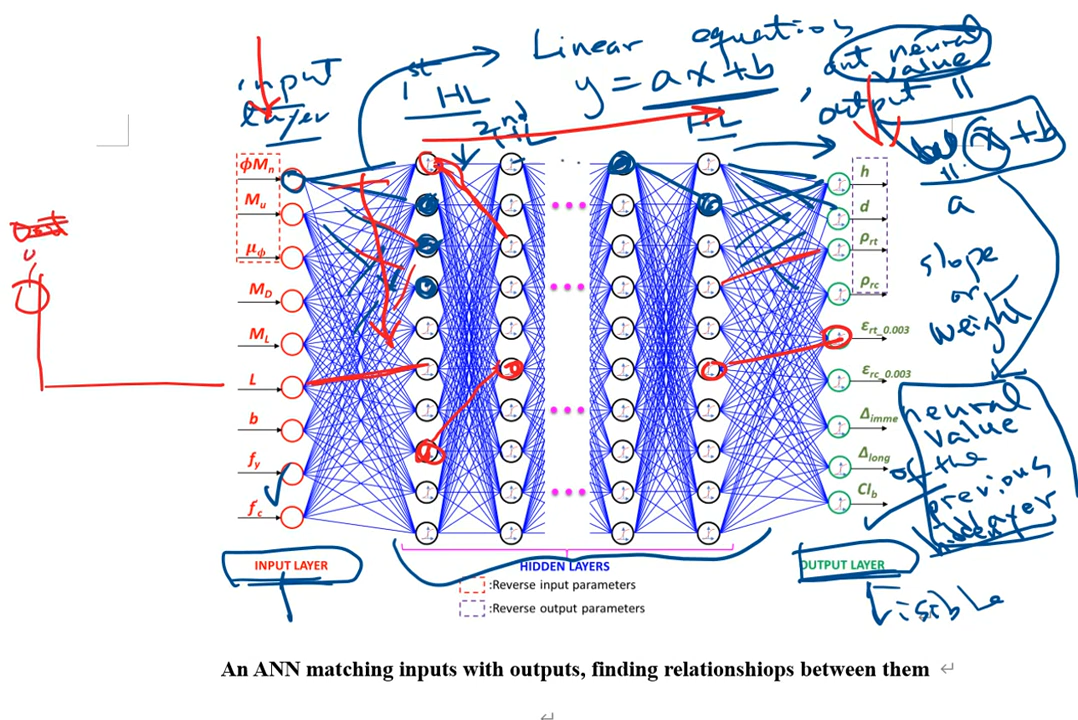 Linear equations
y = ax + b
, output
ant neural
value
||
x + b
||
a
input
layer
1st
HL
2nd
HL
HL
ϕMn
Mu
μϕ
MD
ML
L
b
fy
f'c
. . .
h
d
ρrt
ρrc
εrt_0.003
εrc_0.003
Δimme
Δlong
CIb
slope
or
weight
neural
value
of the
previous
hidden layer
INPUT LAYER
HIDDEN LAYERS
OUTPUT LAYER
:Reverse input parameters
:Reverse output parameters
Visible
An ANN matching inputs with outputs, finding relationshiops between them